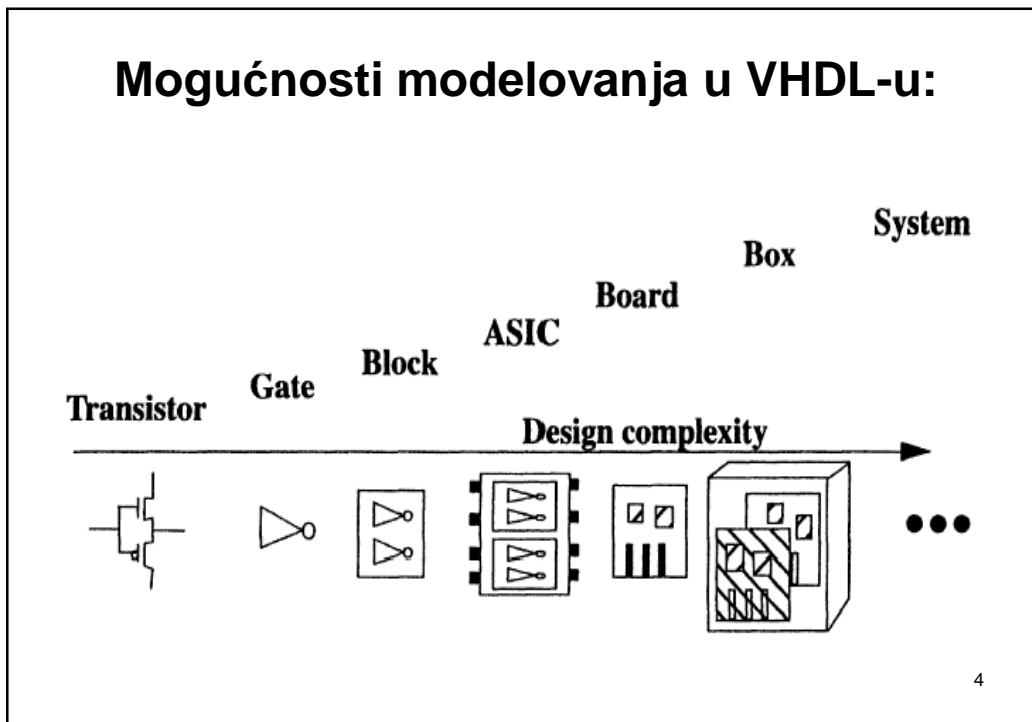 Mogućnosti modelovanja u VHDL-u:
System
Box
Board
ASIC
Block
Gate
Transistor
Design complexity
4